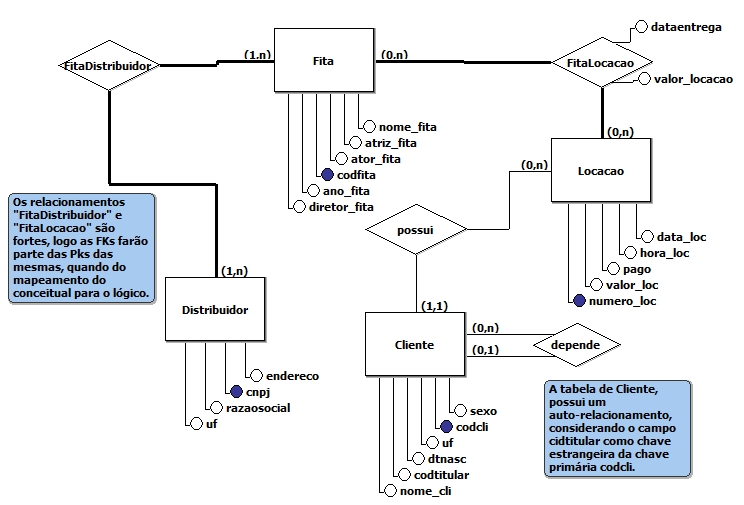 dataentrega
FitaDistribuidor
(1.n)
Fita
(0.n)
FitaLocacao
valor_locacao
nome_fita
atriz_fita
ator_fita
codfita
ano_fita
diretor_fita
(0,n)
(0,n)
Locacao
Os relacionamentos
"FitaDistribuidor" e
"FitaLocacao" são
fortes, logo as FKs farão
parte das Pks das
mesmas, quando do
mapeamento do
conceitual para o lógico.
possui
data_loc
hora_loc
pago
valor_loc
numero_loc
(1,n)
Distribuidor
(1,1)
Cliente
(0,n)
(0,1)
depende
endereco
cnpj
razaosocial
uf
sexo
codcli
uf
dtnasc
codtitular
nome_cli
A tabela de Cliente,
possui um
auto-relacionamento,
considerando o campo
cidtitular como chave
estrangeira da chave
primária codcli.